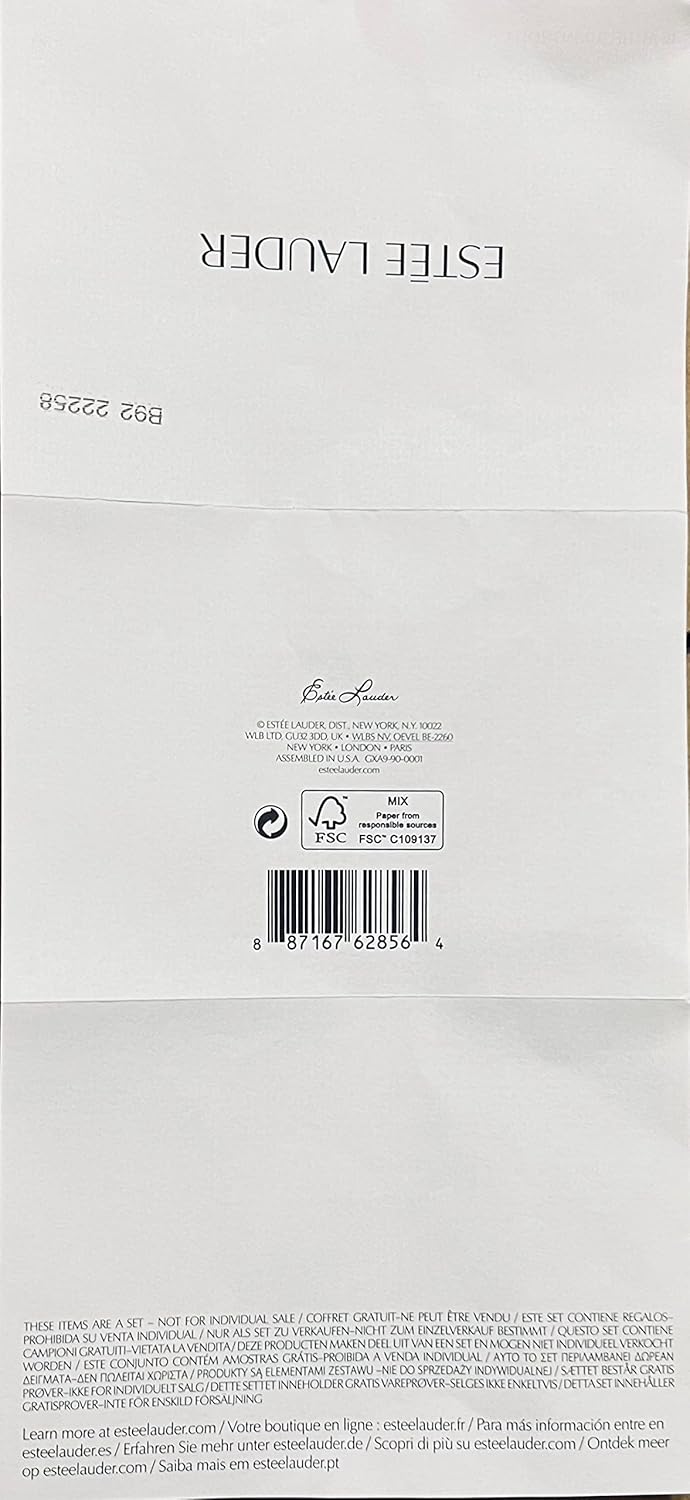 ESTĒE LAUDER
B92 22258
Estée Lauder
© ESTÉE LAUDER, DIST., NEW YORK, N.Y. 10022
WLB LTD, GU32 3DD, UK • WLBS NV, OEVEL BE-2260
NEW YORK • LONDON • PARIS
ASSEMBLED IN U.S.A. GXA9-90-0001
esteelauder.com
MIX
Paper from
responsible sources
FSC™ C109137
FSC™
8 87167 62856 4
THESE ITEMS ARE A SET – NOT FOR INDIVIDUAL SALE / COFFRET GRATUIT–NE PEUT ÊTRE VENDU / ESTE SET CONTIENE REGALOS–
PROHIBIDA SU VENTA INDIVIDUAL / NUR ALS SET ZU VERKAUFEN–NICHT ZUM EINZELVERKAUF BESTIMMT / QUESTO SET CONTIENE
CAMPIONI GRATUITI–VIETATA LA VENDITA / DEZE PRODUCTEN MAKEN DEEL UIT VAN EEN SET EN MOGEN NIET INDIVIDUEEL VERKOCHT
WORDEN / ESTE CONJUNTO CONTÉM AMOSTRAS GRÁTIS–PROIBIDA A VENDA INDIVIDUAL / ΑΥΤΟ ΤΟ ΣΕΤ ΠΕΡΙΛΑΜΒΑΝΕΙ ΔΩΡΕΑΝ
ΔΕΙΓΜΑΤΑ–ΔΕΝ ΠΩΛΕΙΤΑΙ ΧΩΡΙΣΤΑ / PRODUKTY SĄ ELEMENTAMI ZESTAWU –NIE DO SPRZEDAŻY INDYWIDUALNEJ / SÆTTET BESTÅR GRATIS
PRØVER–IKKE FOR INDIVIDUELT SALG / DETTE SETTET INNEHOLDER GRATIS VAREPRØVER–SELGES IKKE ENKELTVIS / DETTA SET INNEHÅLLER
GRATISPROVER–INTE FÖR ENSKILD FÖRSÄLJNING
Learn more at esteelauder.com / Votre boutique en ligne : esteelauder.fr / Para más información entre en
esteelauder.es / Erfahren Sie mehr unter esteelauder.de / Scopri di più su esteelauder.com / Ontdek meer
op esteelauder.com / Saiba mais em esteelauder.pt